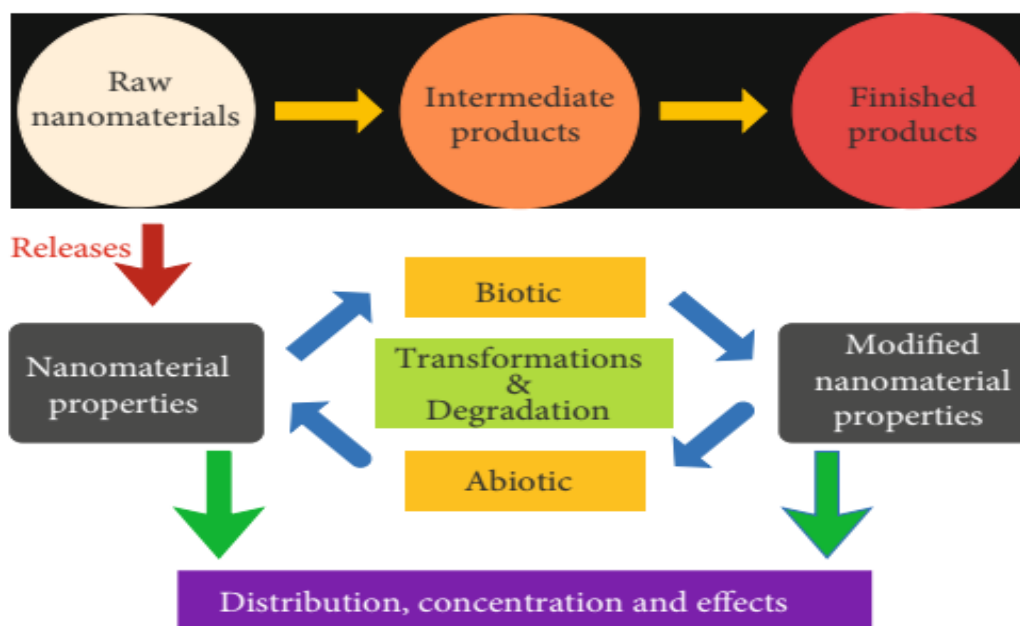 Raw
nanomaterials
Intermediate
products
Finished
products
Releases
Nanomaterial
properties
Biotic
Transformations
&
Degradation
Abiotic
Modified
nanomaterial
properties
Distribution, concentration and effects